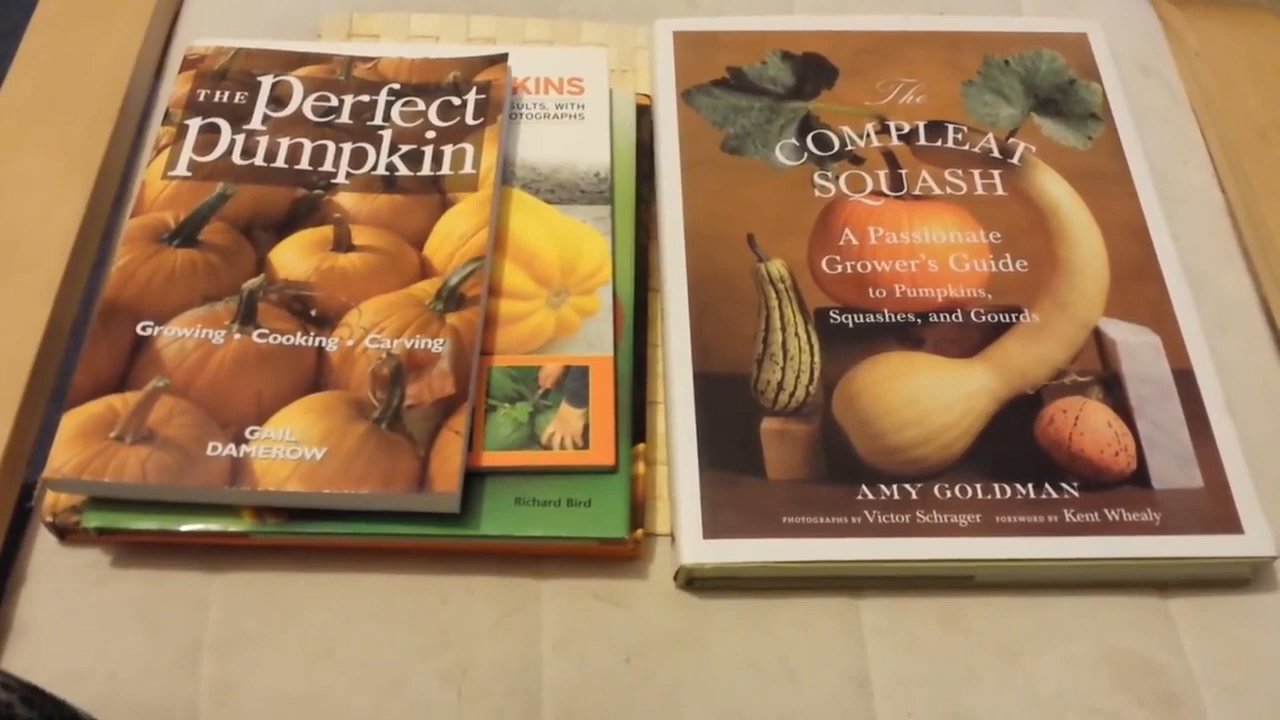 THE Perfect
Pumpkin
Growing • Cooking • Carving
GAIL
DAMEROW
KINS
SULTS, WITH
OTOGRAPHS
Richard Bird
The
COMPLEAT
SQUASH
A Passionate
Grower's Guide
to Pumpkins,
Squashes, and Gourds
AMY GOLDMAN
PHOTOGRAPHS BY Victor Schrager FOREWORD BY Kent Whealy